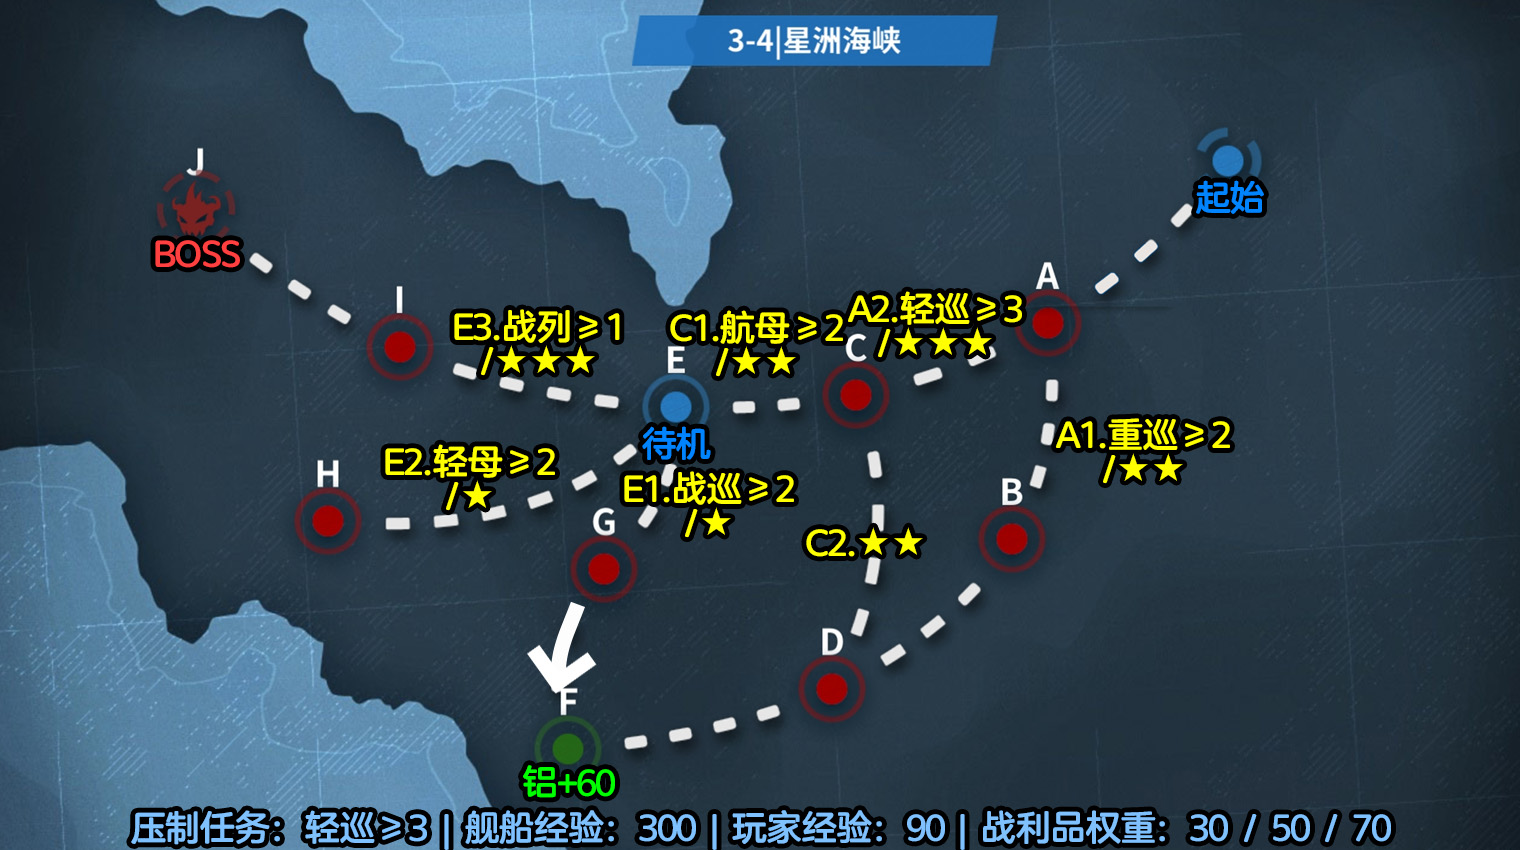 3-4|星洲海峡
J
BOSS
起始
A
I
E3.战列≥1
/★★★
C1.航母≥2
/★★
A2.轻巡≥3
/★★★
E
C
待机
A1.重巡≥2
/★★
H
E2.轻母≥2
/★
E1.战巡≥2
/★
B
G
C2.★★
D
F
铝+60
压制任务：轻巡≥3 | 舰船经验：300 | 玩家经验：90 | 战利品权重：30 / 50 / 70